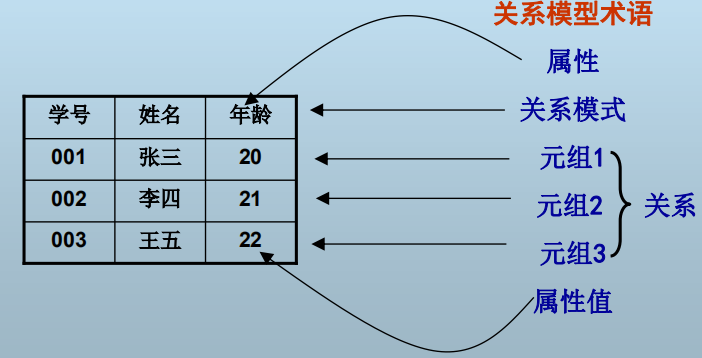 关系模型术语
属性
学号 姓名 年龄 关系模式
001 张三 20 元组1
002 李四 21 元组2 关系
003 王五 22 元组3
属性值